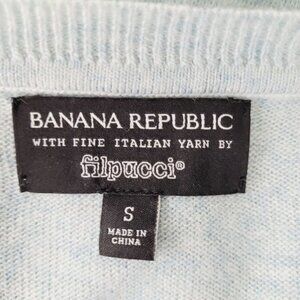 BANANA REPUBLIC
WITH FINE ITALIAN YARN BY
filpucci®
S
MADE IN
CHINA